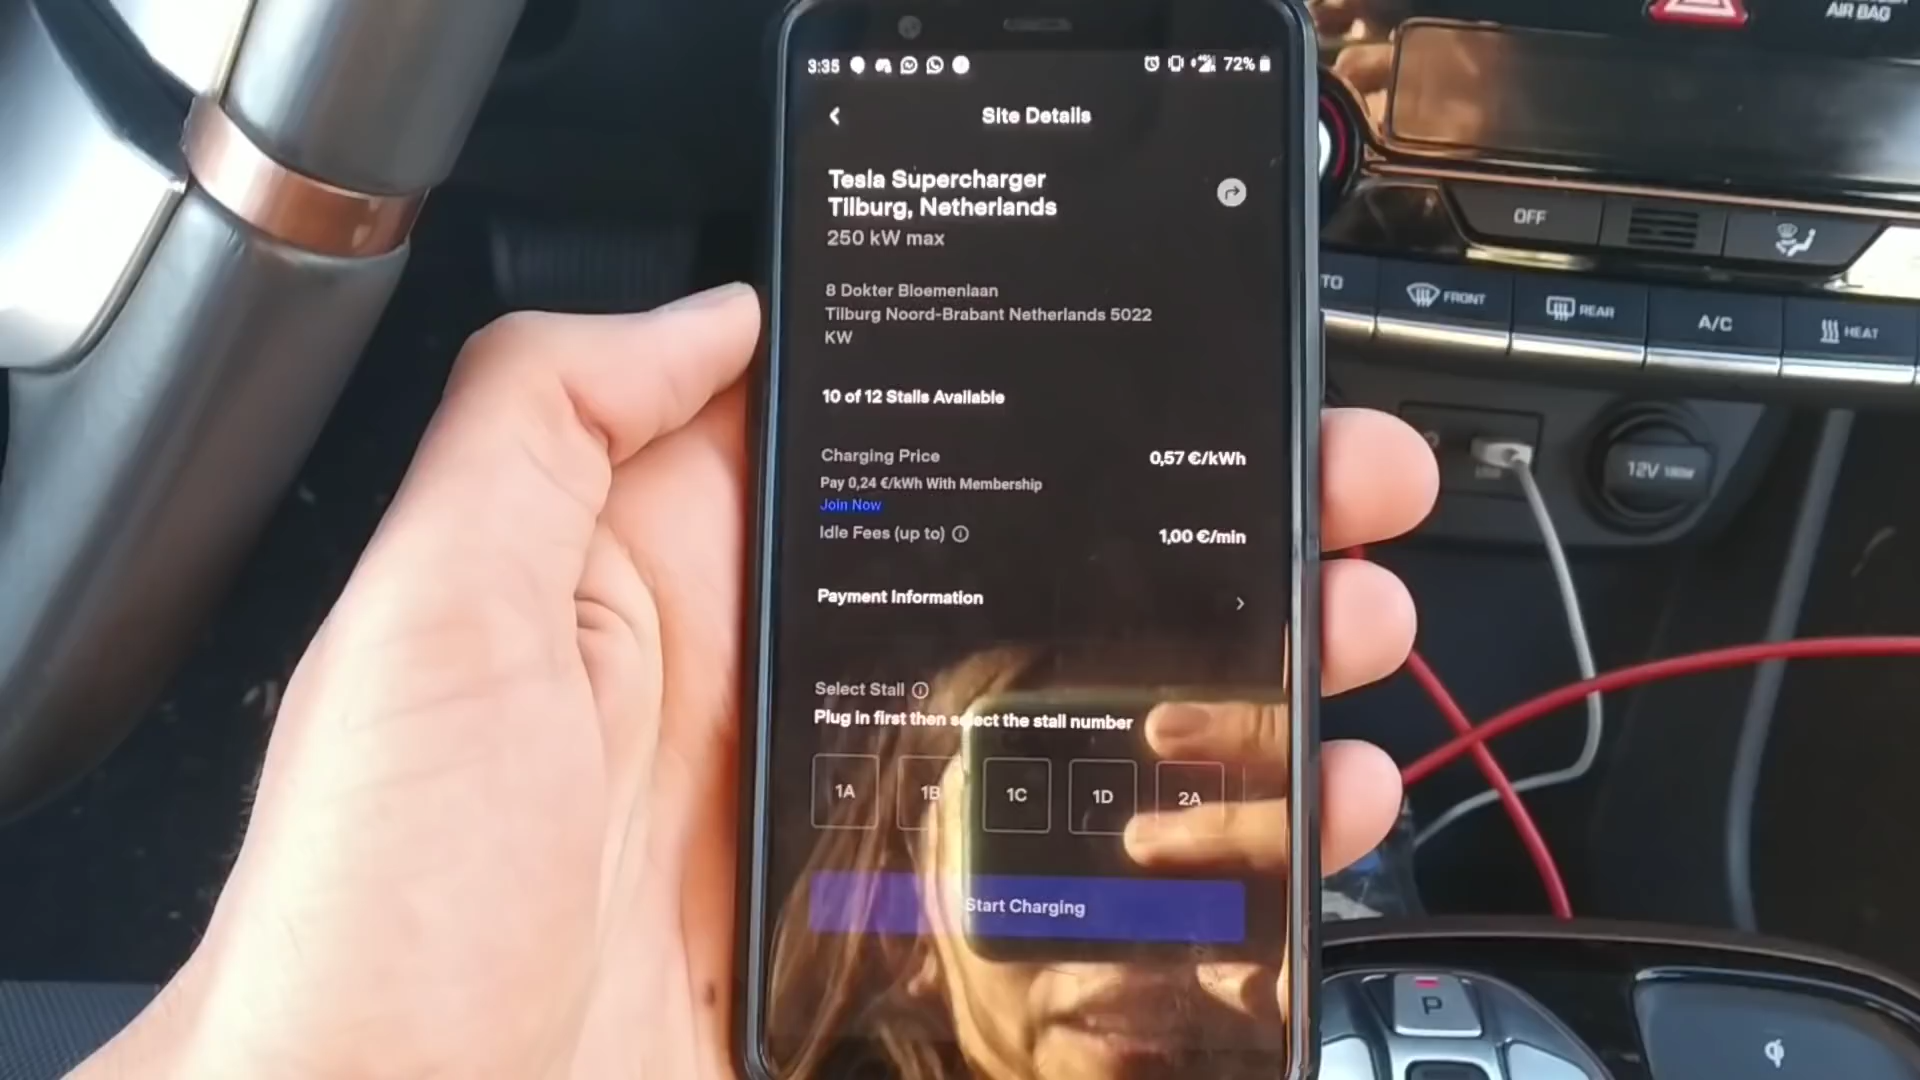 3:35
72%
Site Details
Tesla Supercharger
Tilburg, Netherlands
250 kW max
8 Dokter Bloemenlaan
Tilburg Noord-Brabant Netherlands 5022
KW
10 of 12 Stalls Available
Charging Price
0,57 €/kWh
Pay 0,24 €/kWh With Membership
Join Now
Idle Fees (up to)
1,00 €/min
Payment Information
Select Stall
Plug in first then select the stall number
1A 1B 1C 1D 2A
Start Charging
AIR BAG
OFF
TO
FRONT
REAR
A/C
HEAT
12V 180W
P